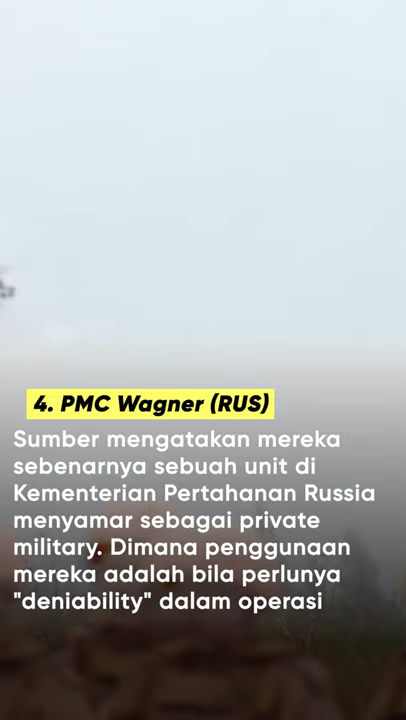 4. PMC Wagner (RUS)
Sumber mengatakan mereka
sebenarnya sebuah unit di
Kementerian Pertahanan Russia
menyamar sebagai private
military. Dimana penggunaan
mereka adalah bila perlunya
"deniability" dalam operasi